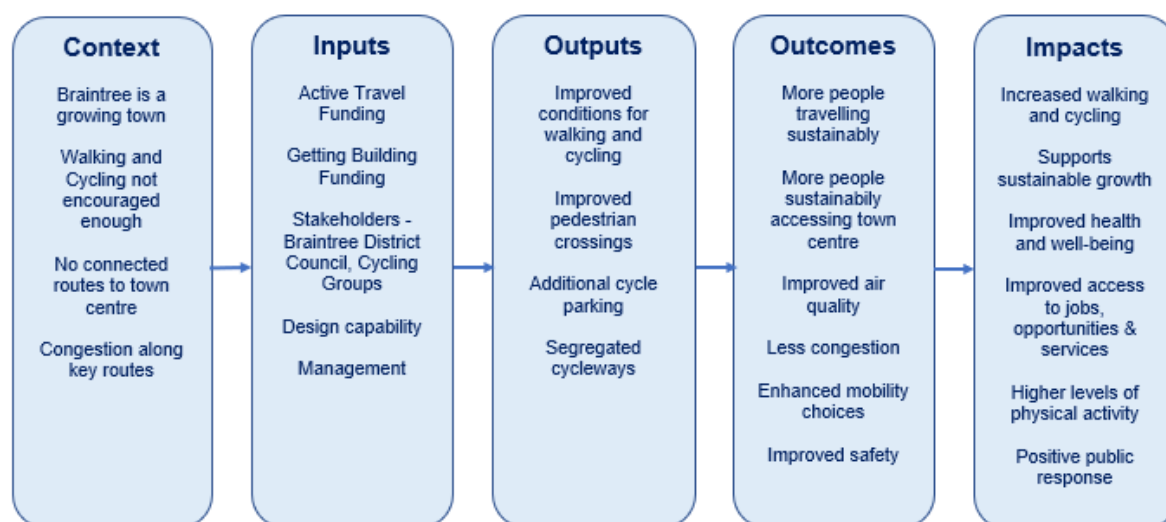 Context
Braintree is a
growing town
Walking and
Cycling not
encouraged
enough
No connected
routes to town
centre
Congestion along
key routes
Inputs
Active Travel
Funding
Getting Building
Funding
Stakeholders -
Braintree District
Council, Cycling
Groups
Design capability
Management
Outputs
Improved
conditions for
walking and
cycling
Improved
pedestrian
crossings
Additional cycle
parking
Segregated
cycleways
Outcomes
More people
travelling
sustainably
More people
sustainabily
accessing town
centre
Improved air
quality
Less congestion
Enhanced mobility
choices
Improved safety
Impacts
Increased walking
and cycling
Supports
sustainable growth
Improved health
and well-being
Improved access
to jobs,
opportunities &
services
Higher levels of
physical activity
Positive public
response